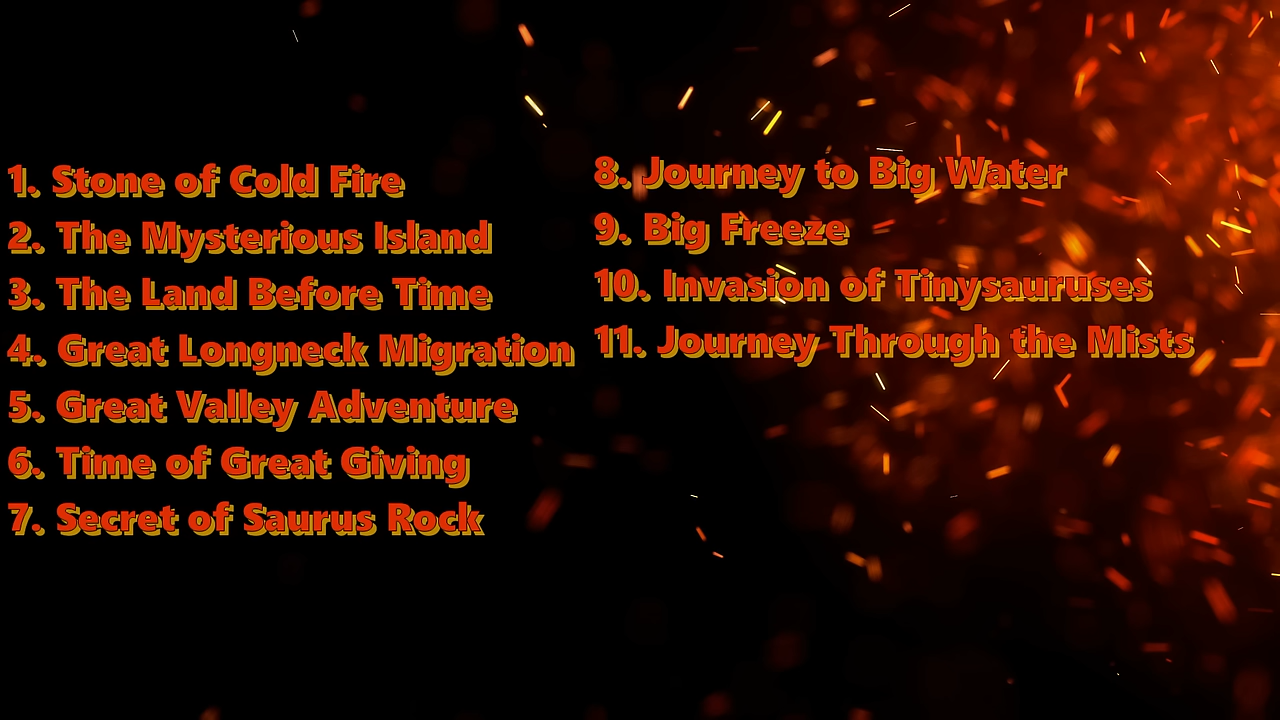 1. Stone of Cold Fire
2. The Mysterious Island
3. The Land Before Time
4. Great Longneck Migration
5. Great Valley Adventure
6. Time of Great Giving
7. Secret of Saurus Rock
8. Journey to Big Water
9. Big Freeze
10. Invasion of Tinysauruses
11. Journey Through the Mists